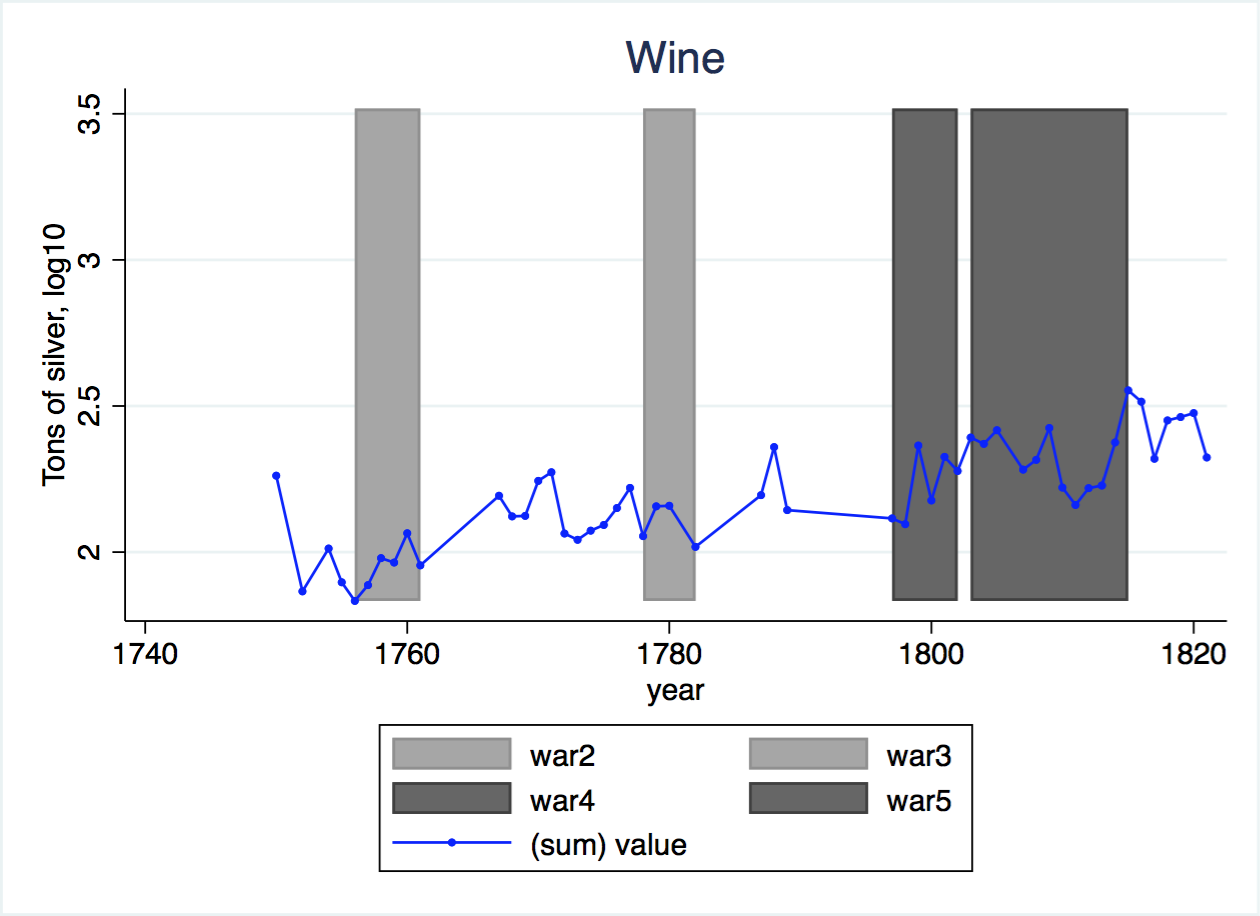 Wine
Tons of silver, log10
3.5
3
2.5
2
1740 1760 1780 1800 1820
year
war2 war3
war4 war5
(sum) value